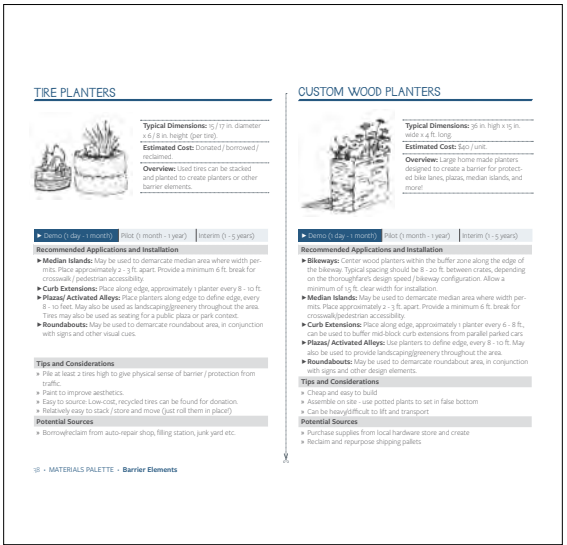 TIRE PLANTERS
Typical Dimensions: 15 / 17 in. diameter
x 6 / 8 in. height (per tire).
Estimated Cost: Donated / borrowed /
reclaimed.
Overview: Used tires can be stacked
and planted to create planters or other
barrier elements.
► Demo (1 day - 1 month) Pilot (1 month - 1 year) Interim (1 - 5 years)
Recommended Applications and Installation
► Median Islands: May be used to demarcate median area where width per-
mits. Place approximately 2 - 3 ft. apart. Provide a minimum 6 ft. break for
crosswalk / pedestrian accessibility.
► Curb Extensions: Place along edge, approximately 1 planter every 8 - 10 ft.
► Plazas/ Activated Alleys: Place planters along edge to define edge, every
8 - 10 feet. May also be used as landscaping/greenery throughout the area.
Tires may also be used as seating for a public plaza or park context.
► Roundabouts: May be used to demarcate roundabout area, in conjunction
with signs and other visual cues.
Tips and Considerations
» Pile at least 2 tires high to give physical sense of barrier / protection from
traffic.
» Paint to improve aesthetics.
» Easy to source: Low-cost, recycled tires can be found for donation.
» Relatively easy to stack / store and move (just roll them in place!)
Potential Sources
» Borrow/reclaim from auto-repair shop, filling station, junk yard etc.
38 • MATERIALS PALETTE • Barrier Elements
CUSTOM WOOD PLANTERS
Typical Dimensions: 36 in. high x 15 in.
wide x 4 ft. long.
Estimated Cost: $40 / unit.
Overview: Large home made planters
designed to create a barrier for protect-
ed bike lanes, plazas, median islands, and
more!
► Demo (1 day - 1 month) Pilot (1 month - 1 year) Interim (1 - 5 years)
Recommended Applications and Installation
► Bikeways: Center wood planters within the buffer zone along the edge of
the bikeway. Typical spacing should be 8 - 20 ft. between crates, depending
on the thoroughfare's design speed / bikeway configuration. Allow a
minimum of 15 ft. clear width for installation.
► Median Islands: May be used to demarcate median area where width per-
mits. Place approximately 2 - 3 ft. apart. Provide a minimum 6 ft. break for
crosswalk/pedestrian accessibility.
► Curb Extensions: Place along edge, approximately 1 planter every 6 - 8 ft.,
can be used to buffer mid-block curb extensions from parallel parked cars
► Plazas/ Activated Alleys: Use planters to define edge, every 8 - 10 ft. May
also be used to provide landscaping/greenery throughout the area.
► Roundabouts: May be used to demarcate roundabout area, in conjunction
with signs and other design elements.
Tips and Considerations
» Cheap and easy to build
» Assemble on site - use potted plants to set in false bottom
» Can be heavy/difficult to lift and transport
Potential Sources
» Purchase supplies from local hardware store and create
» Reclaim and repurpose shipping pallets